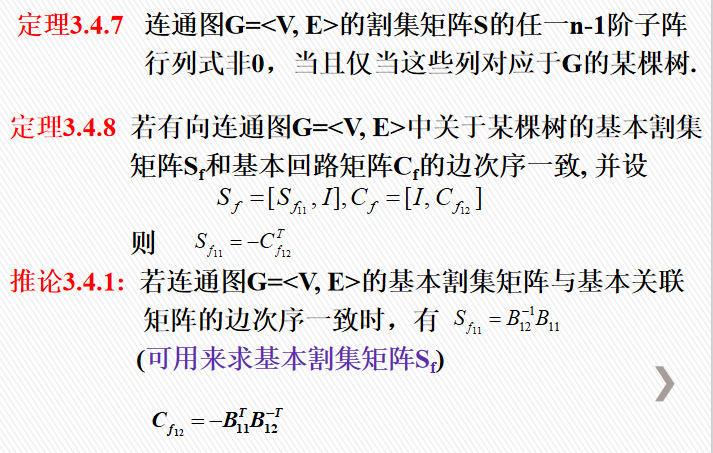 定理3.4.7 连通图G=<V, E>的割集矩阵S的任一n-1阶子阵
行列式非0，当且仅当这些列对应于G的某棵树.
定理3.4.8 若有向连通图G=<V, E>中关于某棵树的基本割集
矩阵S_f和基本回路矩阵C_f的边次序一致, 并设
S_f =[S_{f_{11}}, I], C_f =[I, C_{f_{12}}]
则 S_{f_{11}} = -C_{f_{12}}^T
推论3.4.1: 若连通图G=<V, E>的基本割集矩阵与基本关联
矩阵的边次序一致时，有 S_{f_{11}} = B_{12}^{-1}B_{11}
(可用来求基本割集矩阵S_f)
C_{f_{12}} = -B_{11}^T B_{12}^{-T}